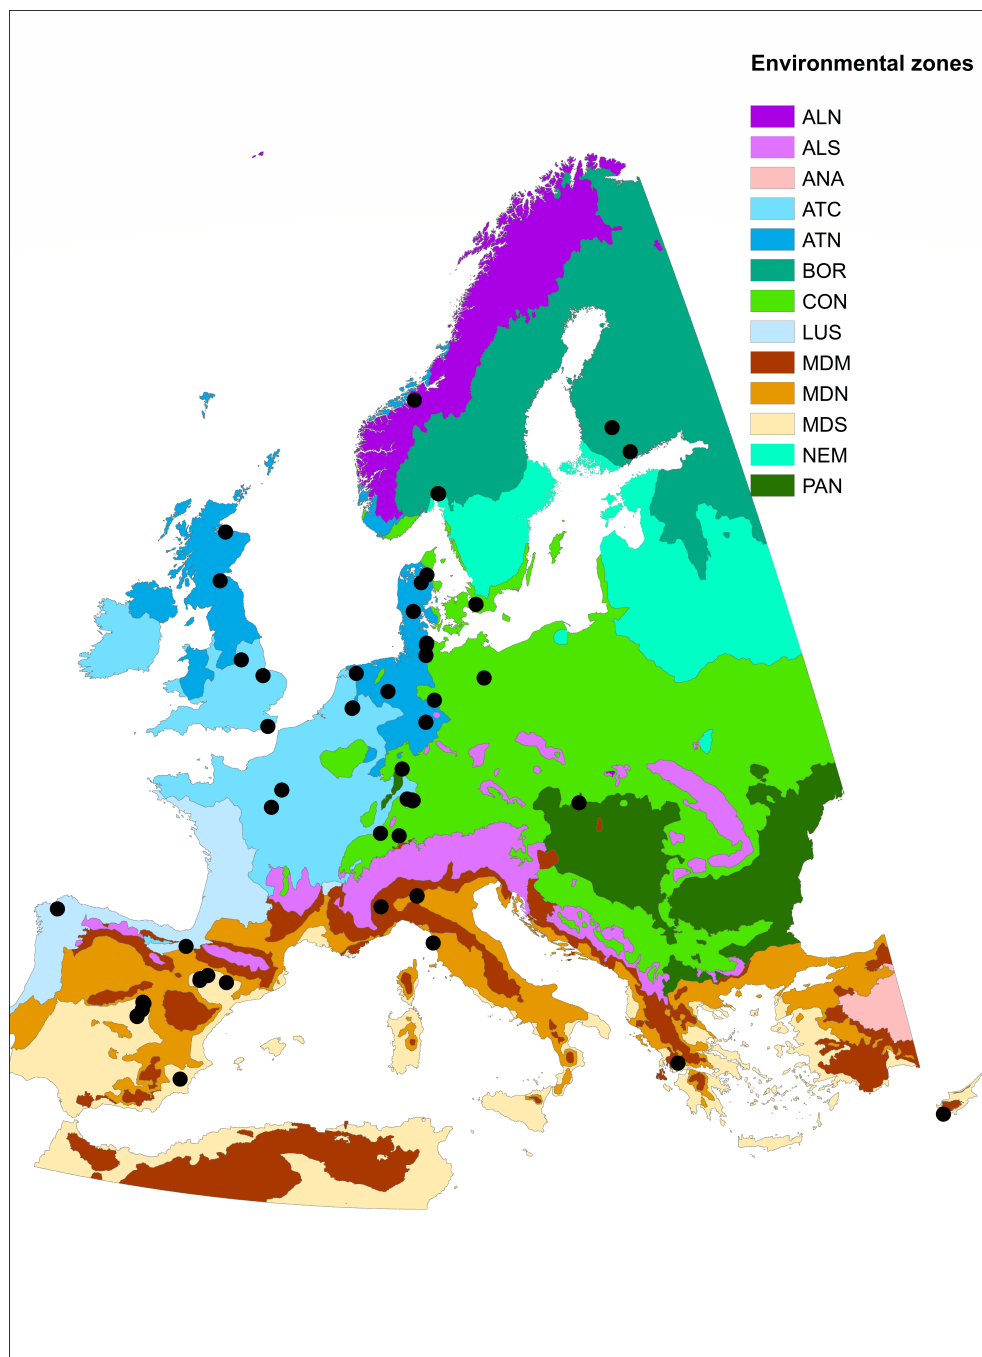 Environmental zones
ALN
ALS
ANA
ATC
ATN
BOR
CON
LUS
MDM
MDN
MDS
NEM
PAN